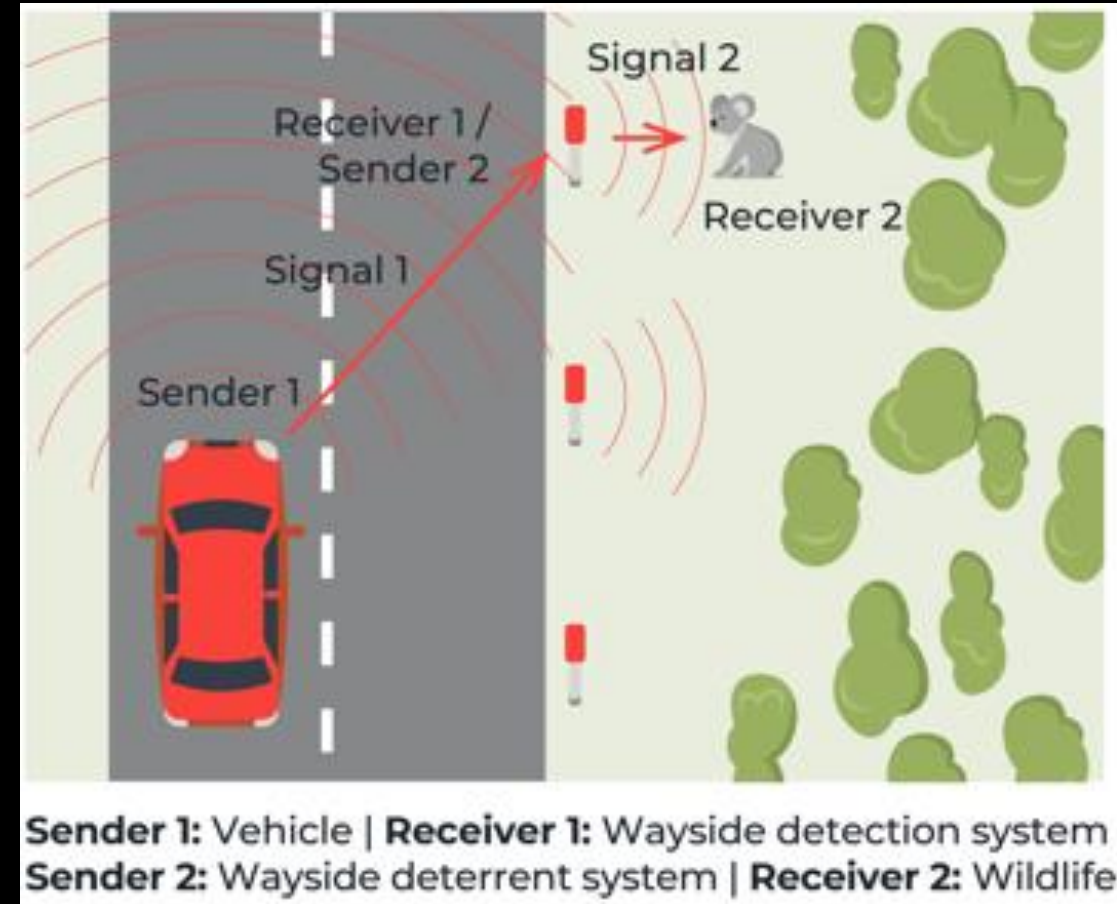 Signal 2
Receiver 1 /
Sender 2
Receiver 2
Signal 1
Sender 1
Sender 1: Vehicle | Receiver 1: Wayside detection system
Sender 2: Wayside deterrent system | Receiver 2: Wildlife